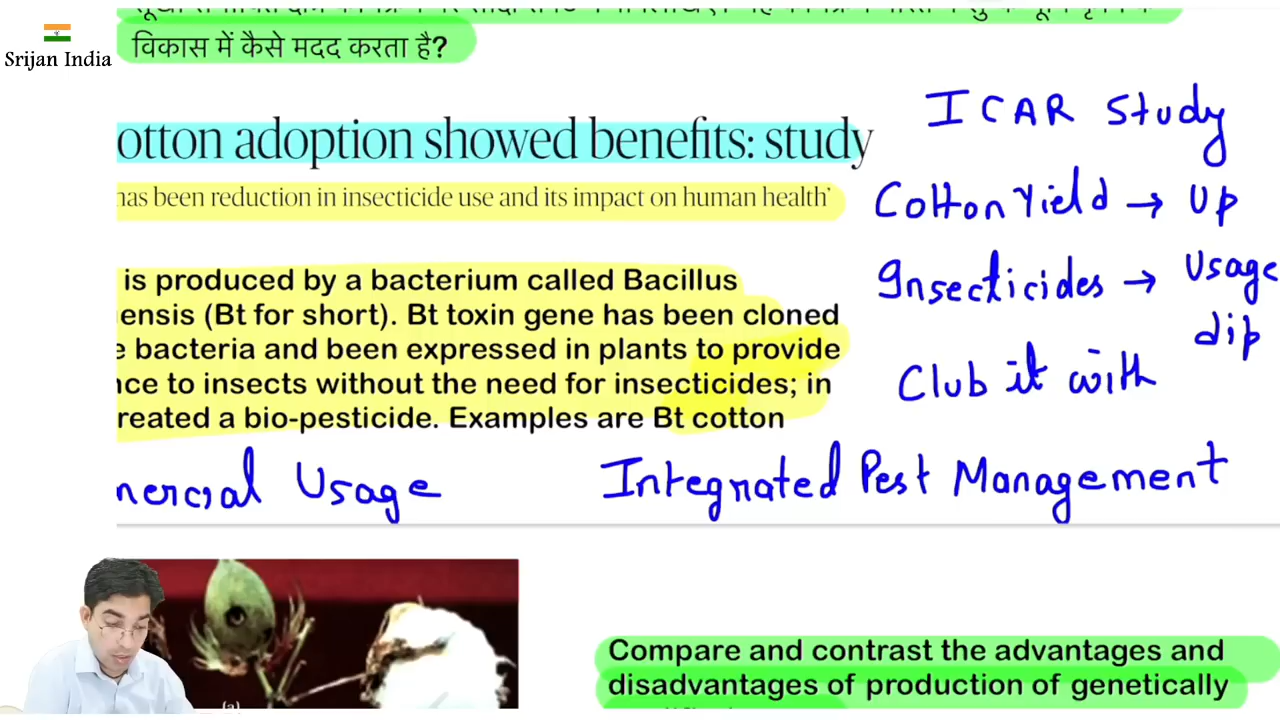 Srijan India
विकास में कैसे मदद करता है?
otton adoption showed benefits: study
has been reduction in insecticide use and its impact on human health'
is produced by a bacterium called Bacillus
ensis (Bt for short). Bt toxin gene has been cloned
e bacteria and been expressed in plants to provide
nce to insects without the need for insecticides; in
reated a bio-pesticide. Examples are Bt cotton
ICAR Study
Cotton Yield → Up
Insecticides → Usage
dip
Club it with
mercial Usage
Integrated Pest Management
(a)
Compare and contrast the advantages and
disadvantages of production of genetically